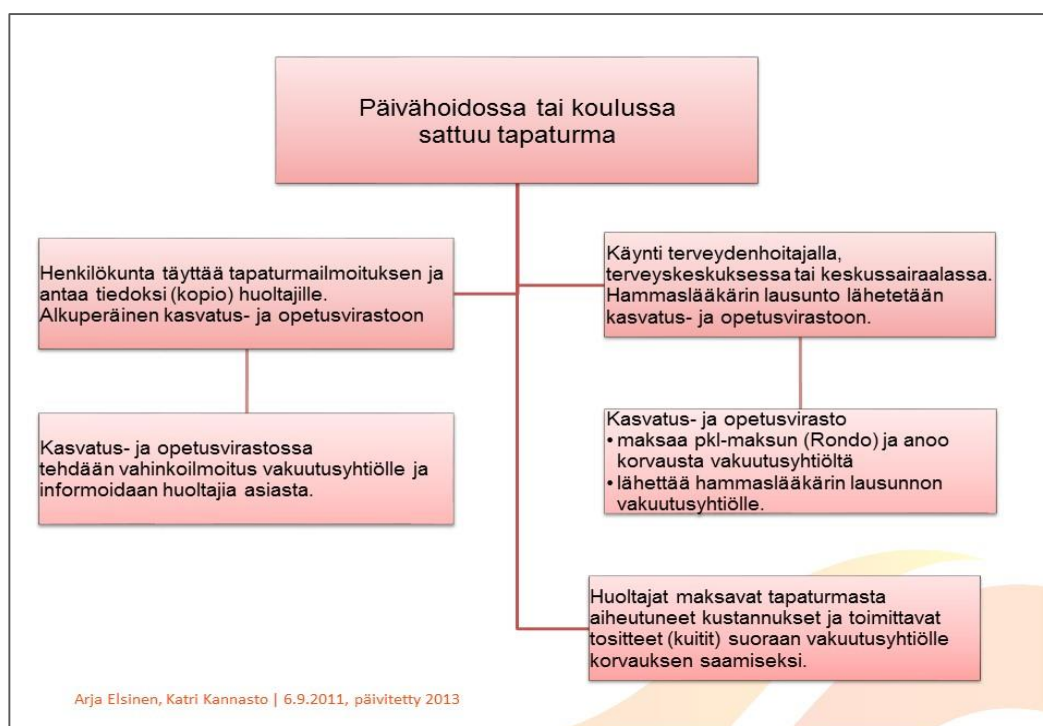 Päivähoidossa tai koulussa
sattuu tapaturma
Henkilökunta täyttää tapaturmailmoituksen ja
antaa tiedoksi (kopio) huoltajille.
Alkuperäinen kasvatus- ja opetusvirastoon
Käynti terveydenhoitajalla,
terveyskeskuksessa tai keskussairaalassa.
Hammaslääkärin lausunto lähetetään
kasvatus- ja opetusvirastoon.
Kasvatus- ja opetusvirastossa
tehdään vahinkoilmoitus vakuutusyhtiölle ja
informoidaan huoltajia asiasta.
Kasvatus- ja opetusvirasto
• maksaa pkl-maksun (Rondo) ja anoo
korvausta vakuutusyhtiöltä
• lähettää hammaslääkärin lausunnon
vakuutusyhtiölle.
Huoltajat maksavat tapaturmasta
aiheutuneet kustannukset ja toimittavat
tositteet (kuitit) suoraan vakuutusyhtiölle
korvauksen saamiseksi.
Arja Elsinen, Katri Kannasto | 6.9.2011, päivitetty 2013